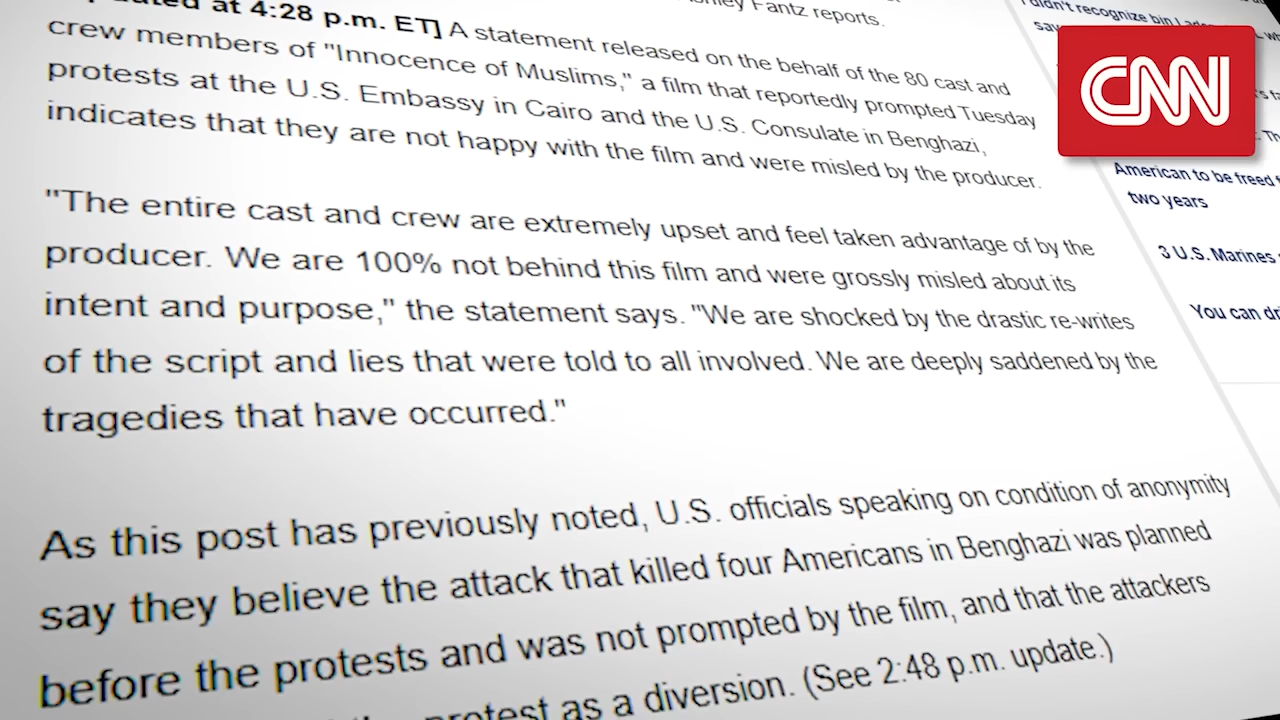 at 4:28 p.m. ET] A statement released on the behalf of the 80 cast and
crew members of "Innocence of Muslims," a film that reportedly prompted Tuesday
protests at the U.S. Embassy in Cairo and the U.S. Consulate in Benghazi,
indicates that they are not happy with the film and were misled by the producer.
"The entire cast and crew are extremely upset and feel taken advantage of by the
producer. We are 100% not behind this film and were grossly misled about its
intent and purpose," the statement says. "We are shocked by the drastic re-writes
of the script and lies that were told to all involved. We are deeply saddened by the
tragedies that have occurred."
As this post has previously noted, U.S. officials speaking on condition of anonymity
say they believe the attack that killed four Americans in Benghazi was planned
before the protests and was not prompted by the film, and that the attackers
protest as a diversion. (See 2:48 p.m. update.)
Fantz reports.
didn't recognize bin
CNN
American to be freed
two years
3 U.S. Marines
You can